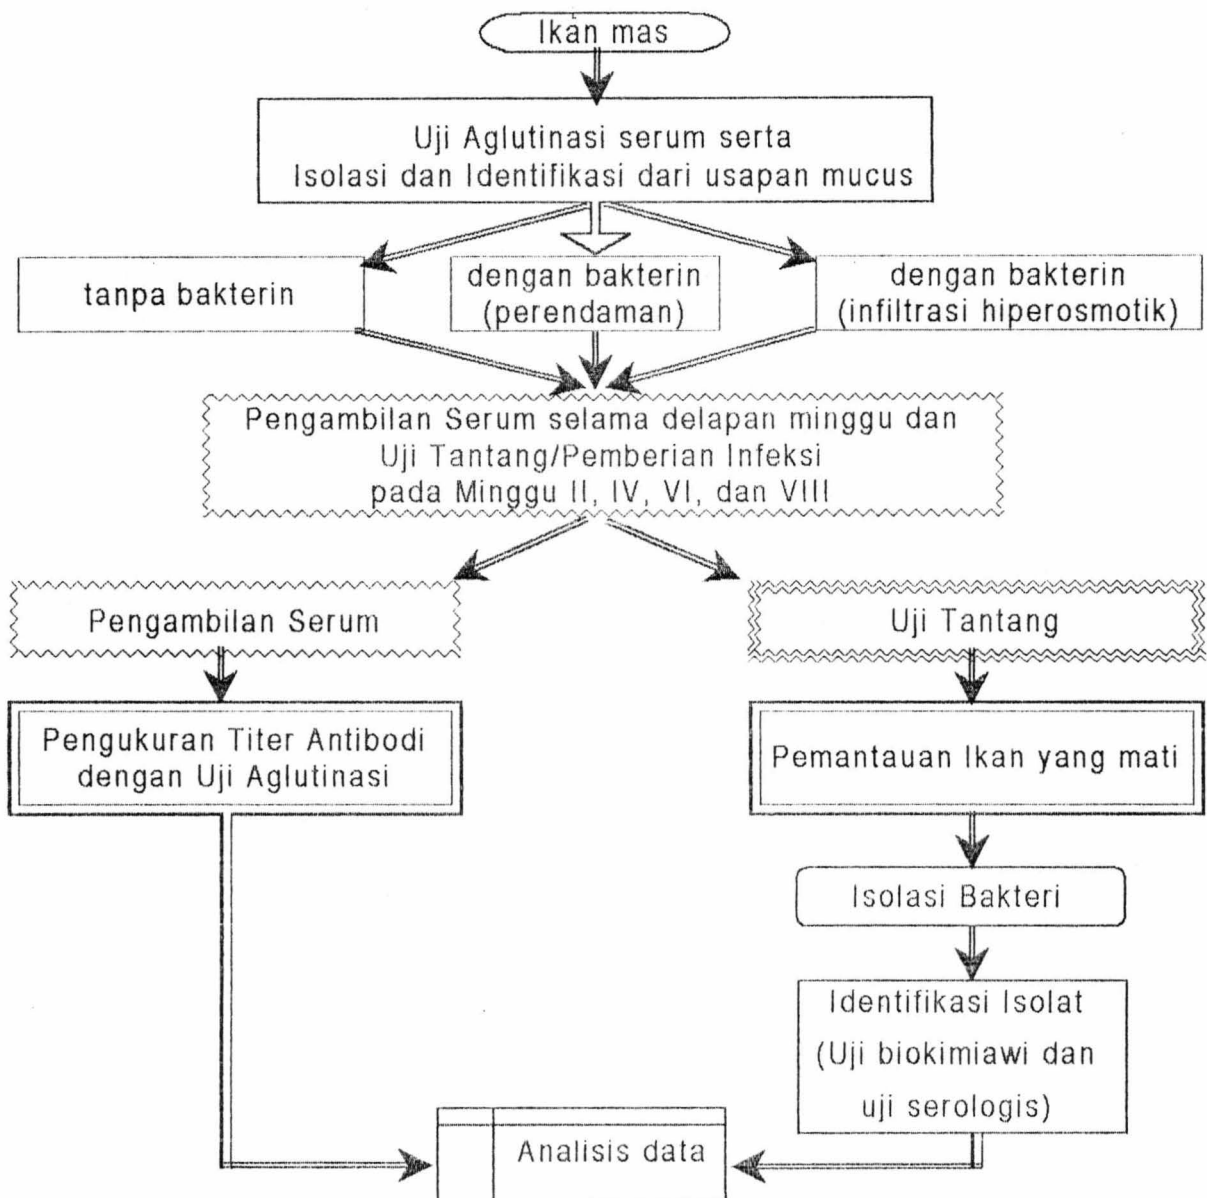 Ikan mas
Uji Aglutinasi serum serta
Isolasi dan Identifikasi dari usapan mucus
tanpa bakterin
dengan bakterin
(perendaman)
dengan bakterin
(infiltrasi hiperosmotik)
Pengambilan Serum selama delapan minggu dan
Uji Tantang/Pemberian Infeksi
pada Minggu II, IV, VI, dan VIII
Pengambilan Serum
Uji Tantang
Pengukuran Titer Antibodi
dengan Uji Aglutinasi
Pemantauan Ikan yang mati
Isolasi Bakteri
Identifikasi Isolat
(Uji biokimiawi dan
uji serologis)
Analisis data